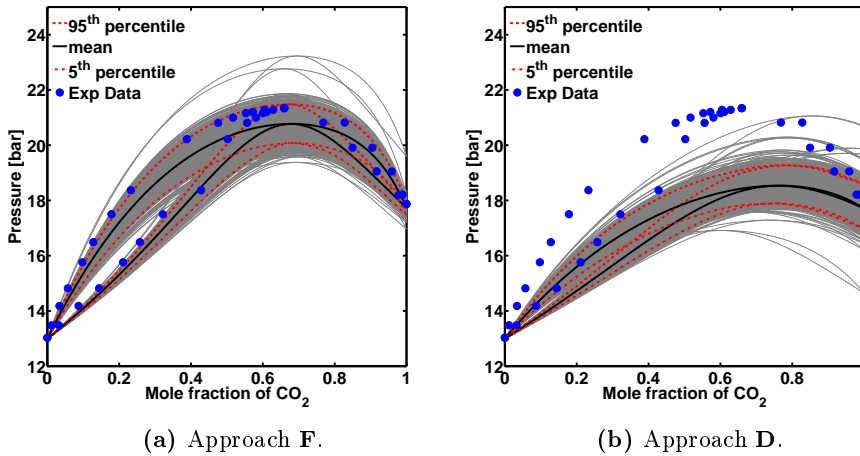 24
22
20
18
16
14
12
Pressure [bar]
95th percentile
mean
5th percentile
Exp Data
0
0.2
0.4
0.6
0.8
1
Mole fraction of CO2
(a) Approach F.
24
22
20
18
16
14
12
Pressure [bar]
95th percentile
mean
5th percentile
Exp Data
0
0.2
0.4
0.6
0.8
Mole fraction of CO2
(b) Approach D.